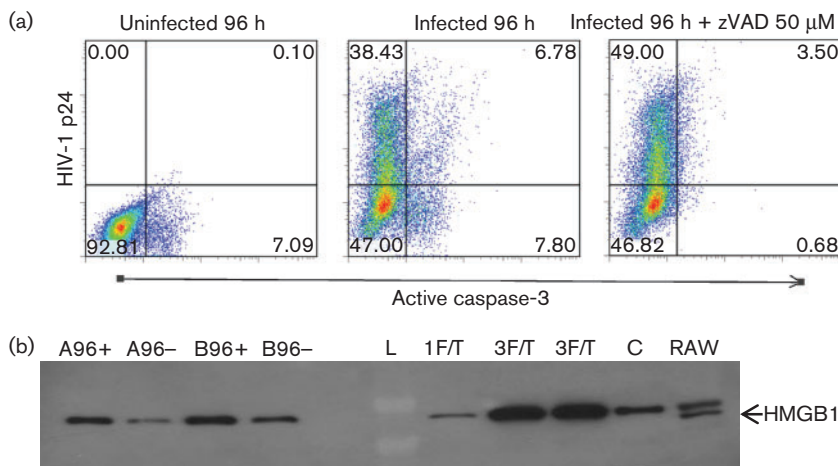 (a)
Uninfected 96 h
Infected 96 h
Infected 96 h + zVAD 50 µM
0.00
0.10
38.43
6.78
49.00
3.50
HIV-1 p24
92.81
7.09
47.00
7.80
46.82
0.68
Active caspase-3
(b)
A96+ A96– B96+ B96– L 1F/T 3F/T 3F/T C RAW
HMGB1